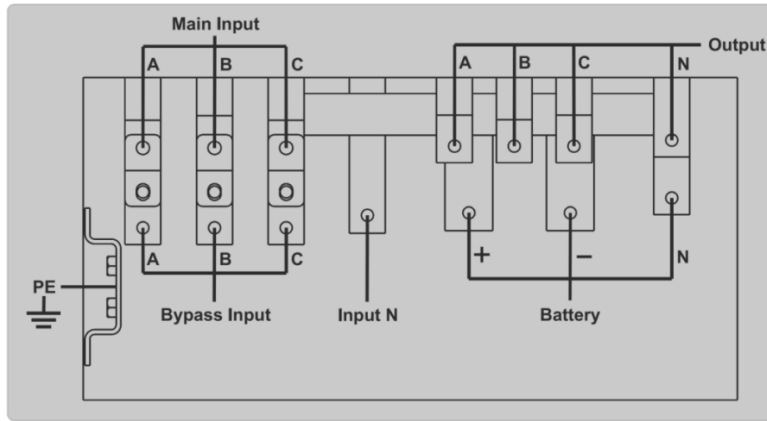 Main Input
A B C
A B C N
Output
A B C
+ − N
PE
Bypass Input
Input N
Battery